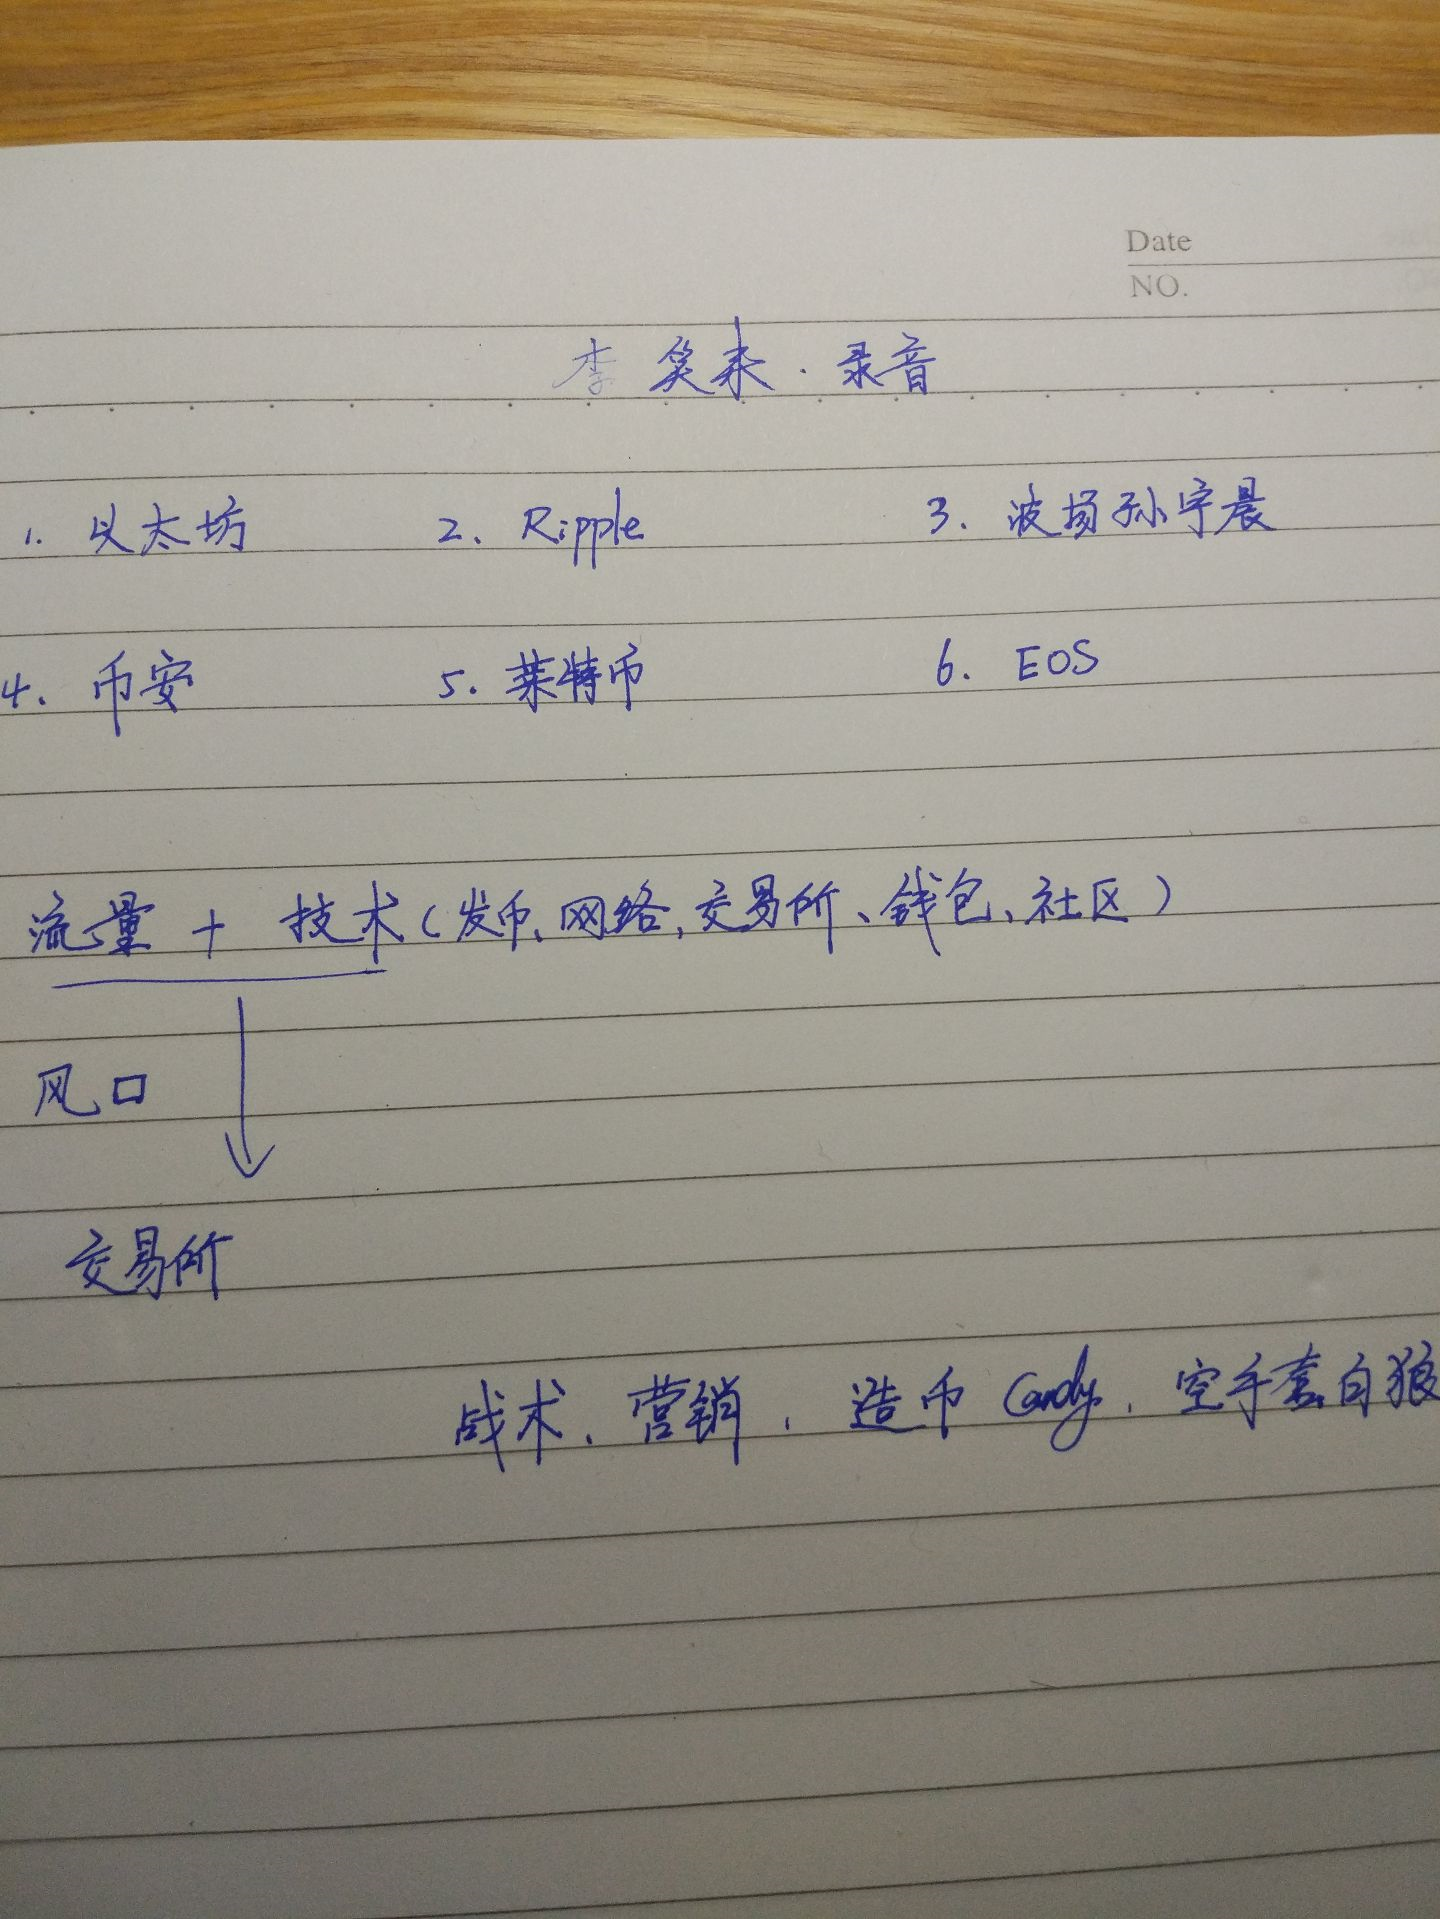 Date
NO.
李笑来·录音
1. 以太坊 2. Ripple 3. 波场孙宇晨
4. 币安 5. 莱特币 6. EOS
流量 + 技术(发币、网络、交易所、钱包、社区)
风口
交易所
战术、营销、造币 Candy、空手套白狼